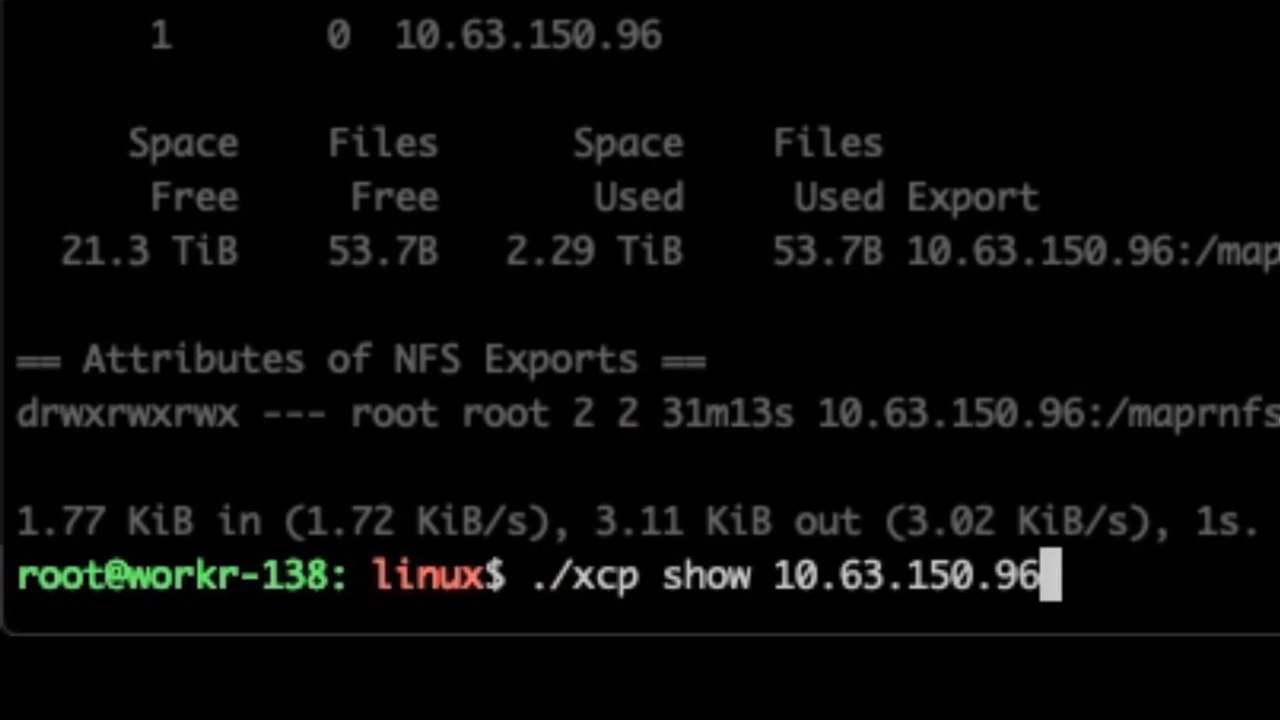 1 0 10.63.150.96
Space Files Space Files
Free Free Used Used Export
21.3 TiB 53.7B 2.29 TiB 53.7B 10.63.150.96:/map
== Attributes of NFS Exports ==
drwxrwxrwx --- root root 2 2 31m13s 10.63.150.96:/maprnfs
1.77 KiB in (1.72 KiB/s), 3.11 KiB out (3.02 KiB/s), 1s.
root@workr-138: linux$ ./xcp show 10.63.150.96